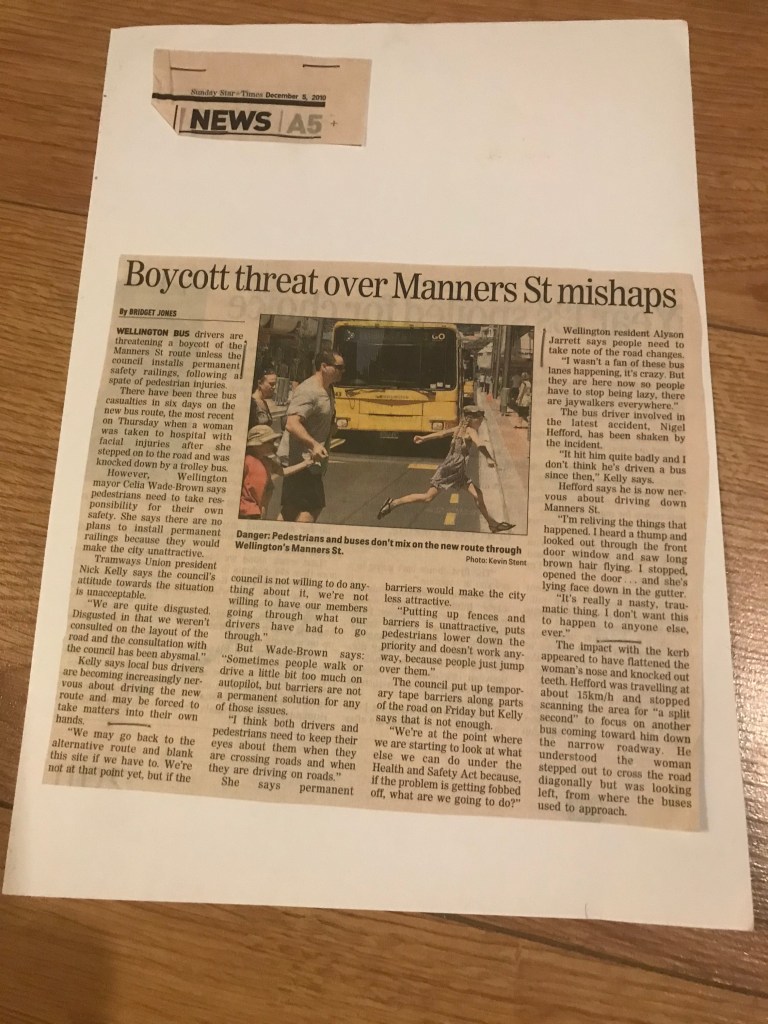 Sunday Star-Times December 5, 2010
NEWS A5
Boycott threat over Manners St mishaps
By BRIDGET JONES
WELLINGTON BUS drivers are
threatening a boycott of the
Manners St route unless the
council installs permanent
safety railings, following a
spate of pedestrian injuries.
There have been three bus
casualties in six days on the
new bus route, the most recent
on Thursday when a woman
was taken to hospital with
facial injuries after she
stepped on to the road and was
knocked down by a trolley bus.
However, Wellington
mayor Celia Wade-Brown says
pedestrians need to take res-
ponsibility for their own
safety. She says there are no
plans to install permanent
railings because they would
make the city unattractive.
Tramways Union president
Nick Kelly says the council's
attitude towards the situation
is unacceptable.
"We are quite disgusted.
Disgusted in that we weren't
consulted on the layout of the
road and the consultation with
the council has been abysmal."
Kelly says local bus drivers
are becoming increasingly ner-
vous about driving the new
route and may be forced to
take matters into their own
hands.
"We may go back to the
alternative route and blank
this site if we have to. We're
not at that point yet, but if the
GO
Danger: Pedestrians and buses don't mix on the new route through
Wellington's Manners St.
Photo: Kevin Stent
council is not willing to do any-
thing about it, we're not
willing to have our members
going through what our
drivers have had to go
through."
But Wade-Brown says:
"Sometimes people walk or
drive a little bit too much on
autopilot, but barriers are not
a permanent solution for any
of those issues.
"I think both drivers and
pedestrians need to keep their
eyes about them when they
are crossing roads and when
they are driving on roads."
She says permanent
barriers would make the city
less attractive.
"Putting up fences and
barriers is unattractive, puts
pedestrians lower down the
priority and doesn't work any-
way, because people just jump
over them."
The council put up tempor-
ary tape barriers along parts
of the road on Friday but Kelly
says that is not enough.
"We're at the point where
we are starting to look at what
else we can do under the
Health and Safety Act because,
if the problem is getting fobbed
off, what are we going to do?"
Wellington resident Alyson
Jarrett says people need to
take note of the road changes.
"I wasn't a fan of these bus
lanes happening, it's crazy. But
they are here now so people
have to stop being lazy, there
are jaywalkers everywhere."
The bus driver involved in
the latest accident, Nigel
Hefford, has been shaken by
the incident.
"It hit him quite badly and I
don't think he's driven a bus
since then," Kelly says.
Hefford says he is now ner-
vous about driving down
Manners St.
"I'm reliving the things that
happened. I heard a thump and
looked out through the front
door window and saw long
brown hair flying. I stopped,
opened the door ... and she's
lying face down in the gutter.
"It's really a nasty, trau-
matic thing. I don't want this
to happen to anyone else,
ever."
The impact with the kerb
appeared to have flattened the
woman's nose and knocked out
teeth. Hefford was travelling at
about 15km/h and stopped
scanning the area for "a split
second" to focus on another
bus coming toward him down
the narrow roadway. He
understood the woman
stepped out to cross the road
diagonally but was looking
left, from where the buses
used to approach.